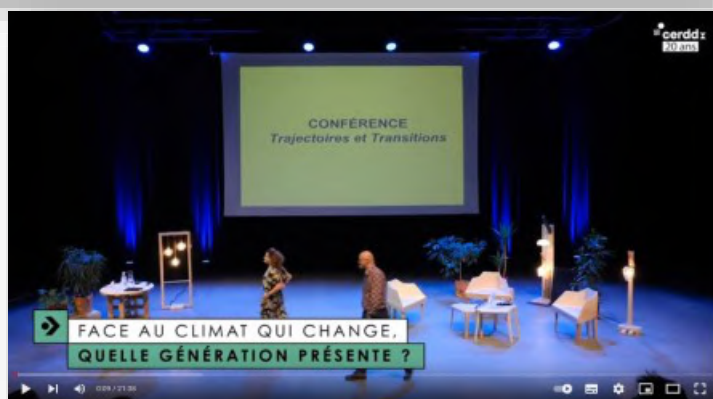 cerdd
20 ans
CONFÉRENCE
Trajectoires et Transitions
FACE AU CLIMAT QUI CHANGE,
QUELLE GÉNÉRATION PRÉSENTE ?